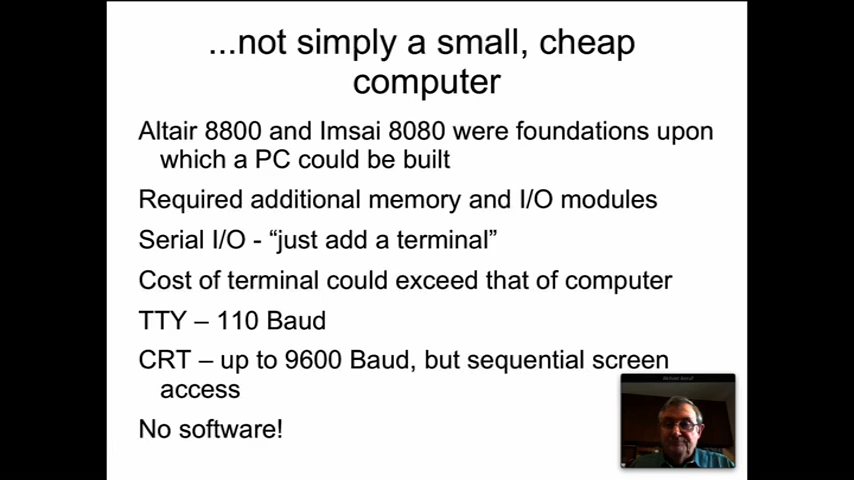 ...not simply a small, cheap
computer
Altair 8800 and Imsai 8080 were foundations upon
which a PC could be built
Required additional memory and I/O modules
Serial I/O - “just add a terminal”
Cost of terminal could exceed that of computer
TTY – 110 Baud
CRT – up to 9600 Baud, but sequential screen
access
No software!